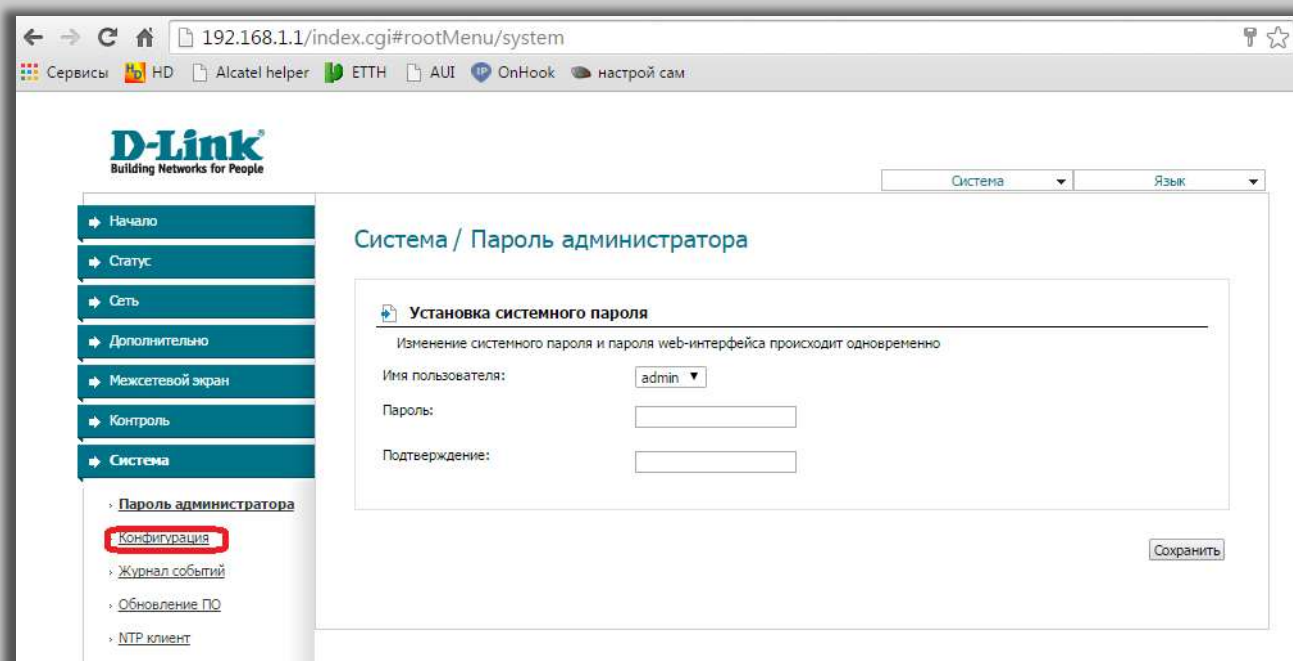 192.168.1.1/index.cgi#rootMenu/system
Сервисы HD Alcatel helper ETTH AUI IP OnHook настрой сам
D-Link
Building Networks for People
Система Язык
Начало
Статус
Сеть
Дополнительно
Межсетевой экран
Контроль
Система
Пароль администратора
Конфигурация
Журнал событий
Обновление ПО
NTP клиент
Система / Пароль администратора
Установка системного пароля
Изменение системного пароля и пароля web-интерфейса происходит одновременно
Имя пользователя: admin
Пароль:
Подтверждение:
Сохранить